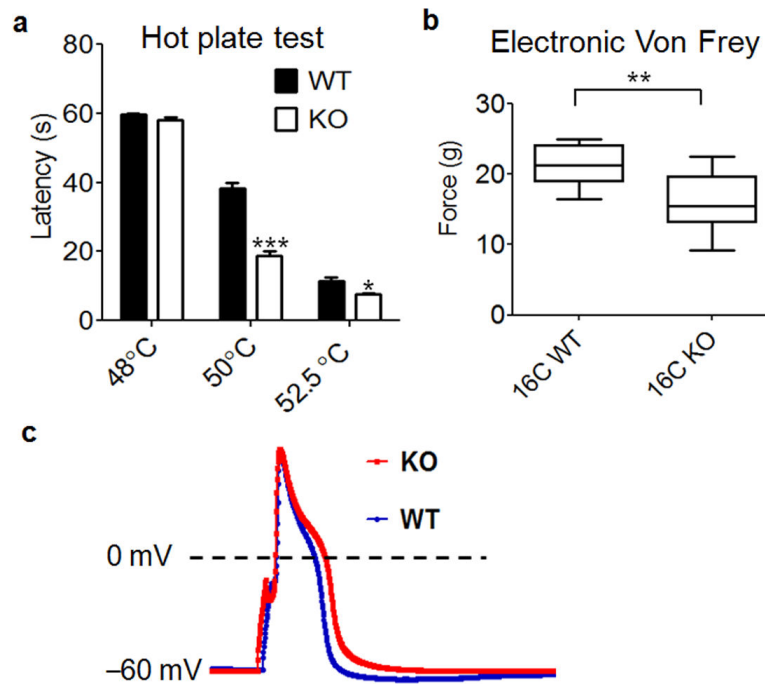 a
Hot plate test
80
60
40
20
0
Latency (s)
WT
KO
***
*
48°C
50°C
52.5 °C
b
Electronic Von Frey
**
30
20
10
0
Force (g)
16C WT
16C KO
c
KO
WT
0 mV
−60 mV